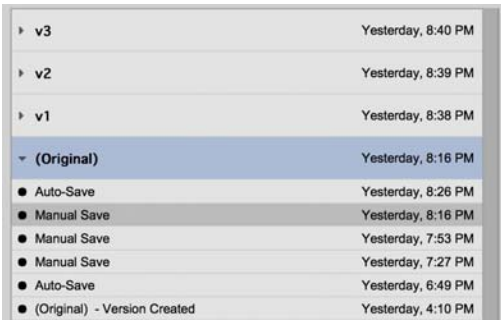 v3 Yesterday, 8:40 PM
v2 Yesterday, 8:39 PM
v1 Yesterday, 8:38 PM
(Original) Yesterday, 8:16 PM
Auto-Save Yesterday, 8:26 PM
Manual Save Yesterday, 8:16 PM
Manual Save Yesterday, 7:53 PM
Manual Save Yesterday, 7:27 PM
Auto-Save Yesterday, 6:49 PM
(Original) - Version Created Yesterday, 4:10 PM